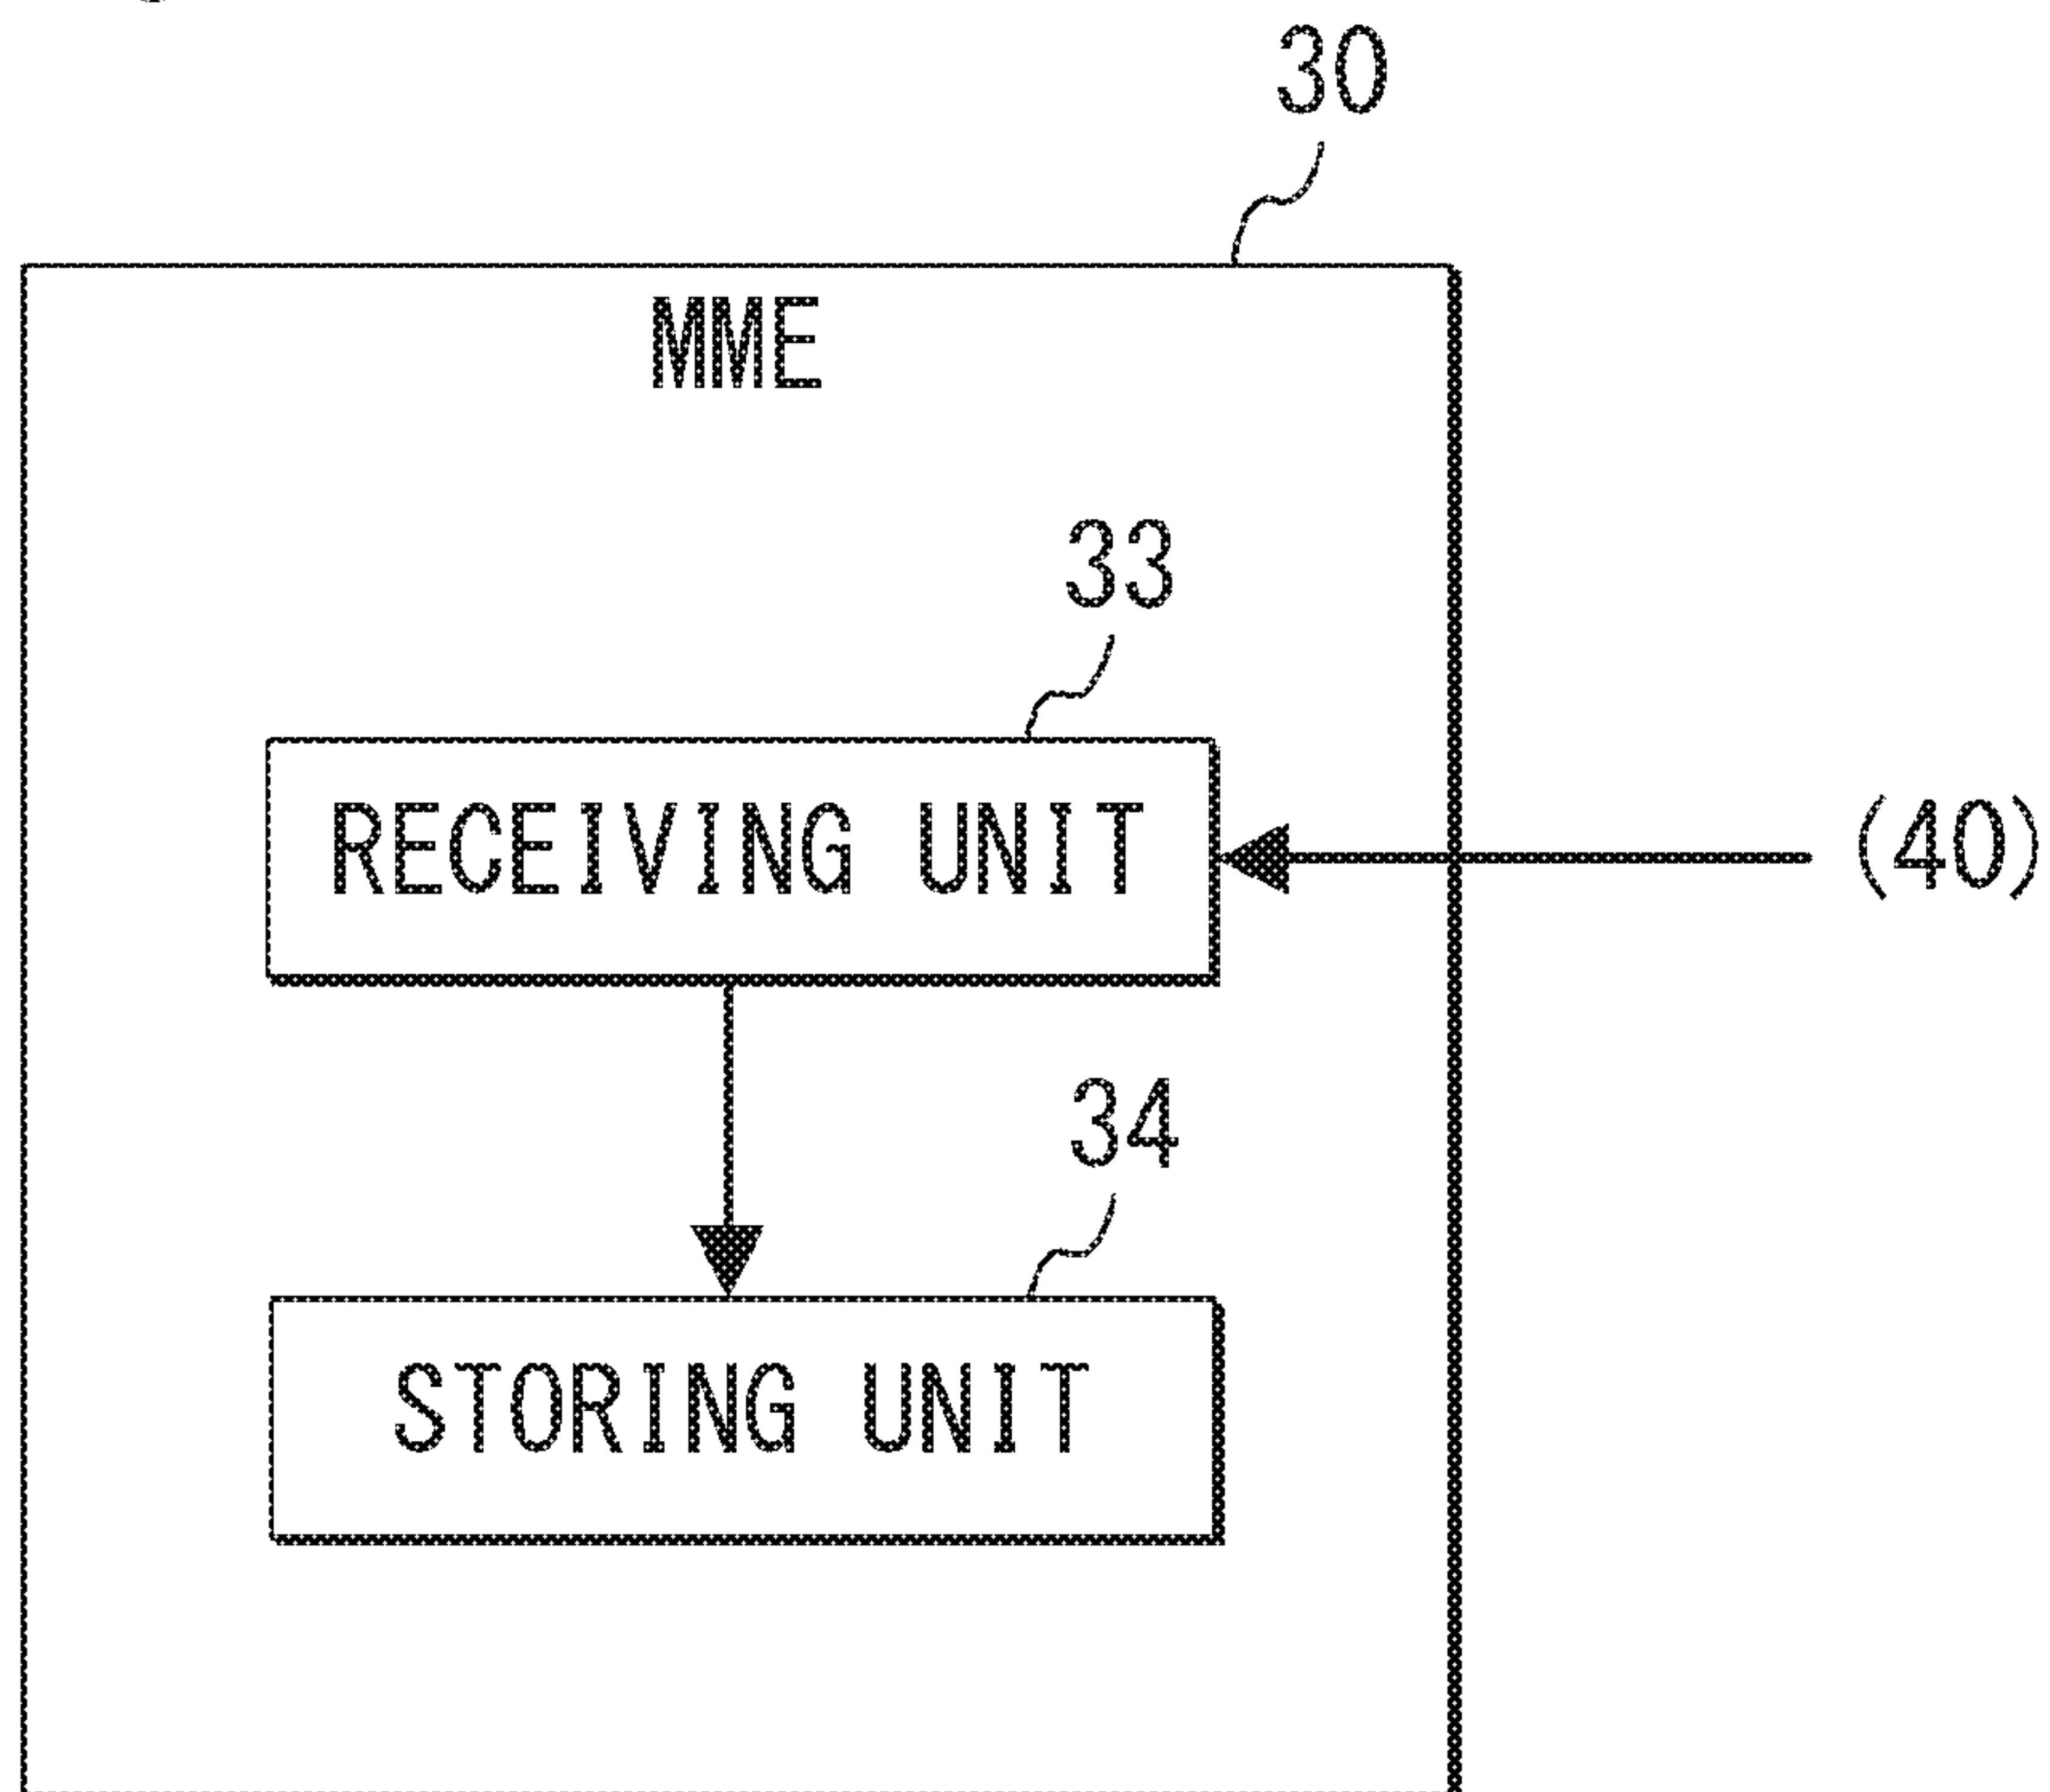 30
MME
33
RECEIVING UNIT
(40)
34
STORING UNIT